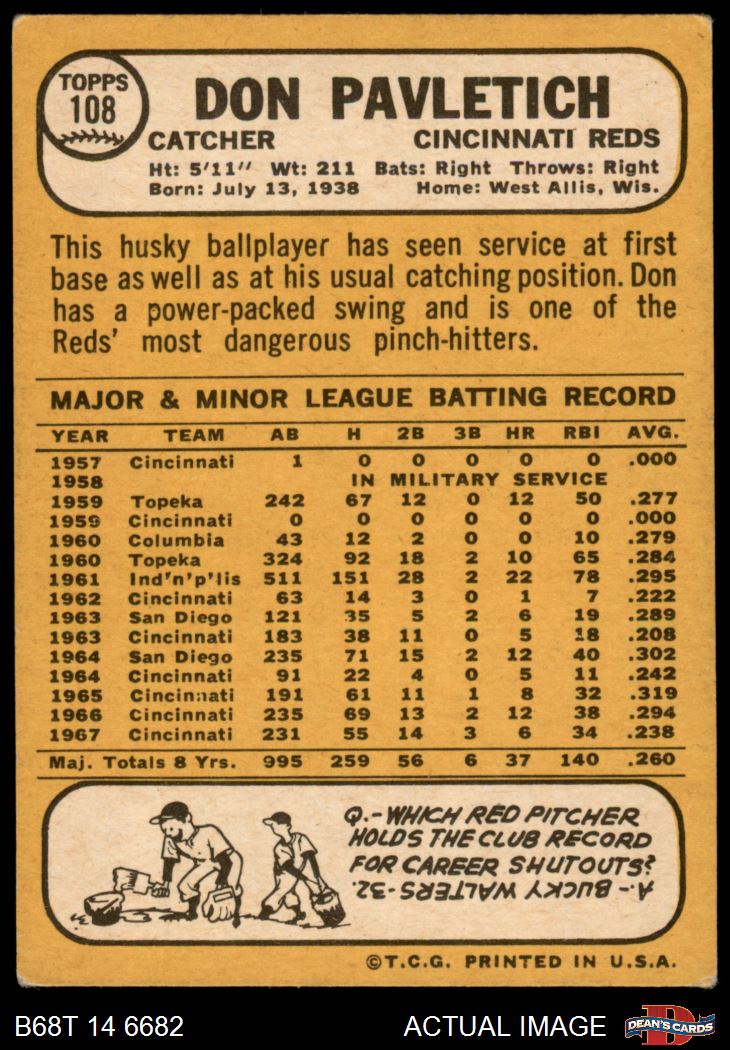 TOPPS
108
DON PAVLETICH
CATCHER CINCINNATI REDS
Ht: 5'11" Wt: 211 Bats: Right Throws: Right
Born: July 13, 1938 Home: West Allis, Wis.
This husky ballplayer has seen service at first
base as well as at his usual catching position. Don
has a power-packed swing and is one of the
Reds' most dangerous pinch-hitters.
MAJOR & MINOR LEAGUE BATTING RECORD
YEAR TEAM AB H 2B 3B HR RBI AVG.
1957 Cincinnati 1 0 0 0 0 0 .000
1958 IN MILITARY SERVICE
1959 Topeka 242 67 12 0 12 50 .277
1959 Cincinnati 0 0 0 0 0 0 .000
1960 Columbia 43 12 2 0 0 10 .279
1960 Topeka 324 92 18 2 10 65 .284
1961 Ind'n'p'lis 511 151 28 2 22 78 .295
1962 Cincinnati 63 14 3 0 1 7 .222
1963 San Diego 121 35 5 2 6 19 .289
1963 Cincinnati 183 38 11 0 5 18 .208
1964 San Diego 235 71 15 2 12 40 .302
1964 Cincinnati 91 22 4 0 5 11 .242
1965 Cincinnati 191 61 11 1 8 32 .319
1966 Cincinnati 235 69 13 2 12 38 .294
1967 Cincinnati 231 55 14 3 6 34 .238
Maj. Totals 8 Yrs. 995 259 56 6 37 140 .260
Q.-WHICH RED PITCHER
HOLDS THE CLUB RECORD
FOR CAREER SHUTOUTS?
A.-BUCKY WALTERS-32.
©T.C.G. PRINTED IN U.S.A.
B68T 14 6682 ACTUAL IMAGE DEAN'S CARDS